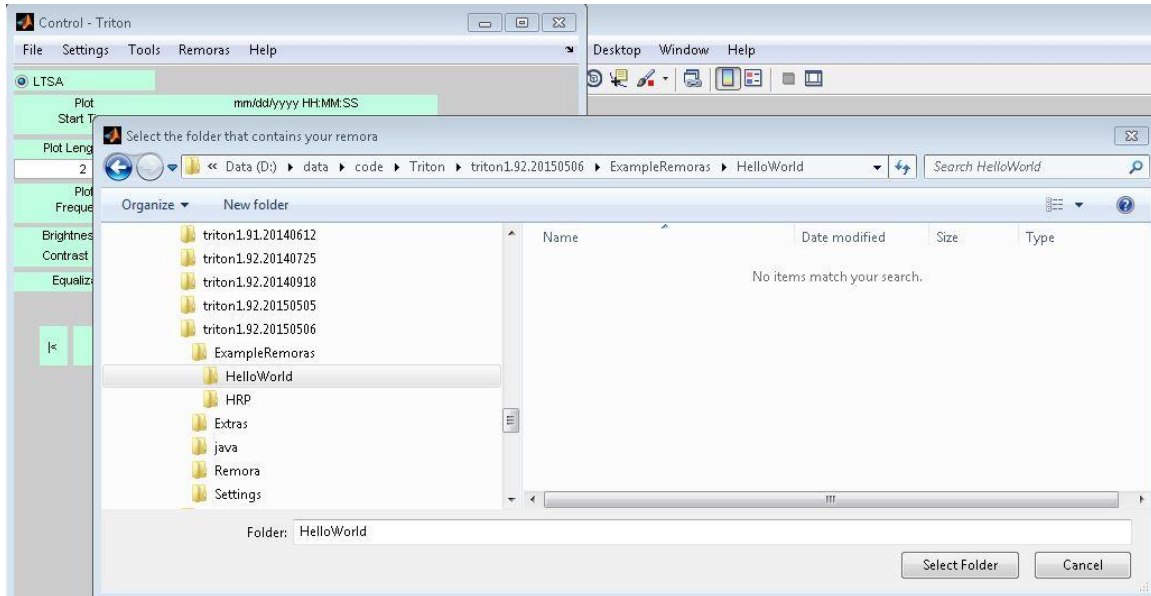 Control - Triton
File Settings Tools Remoras Help
Desktop Window Help
LTSA
Plot
Start Ti
mm/dd/yyyy HH:MM:SS
Select the folder that contains your remora
Plot Leng
2
« Data (D:) ▸ data ▸ code ▸ Triton ▸ triton1.92.20150506 ▸ ExampleRemoras ▸ HelloWorld
Search HelloWorld
Plot
Freque
Organize ▾ New folder
Brightnes
Contrast
Equaliza
|<
triton1.91.20140612
triton1.92.20140725
triton1.92.20140918
triton1.92.20150505
triton1.92.20150506
ExampleRemoras
HelloWorld
HRP
Extras
java
Remora
Settings
Name Date modified Size Type
No items match your search.
Folder: HelloWorld
Select Folder Cancel